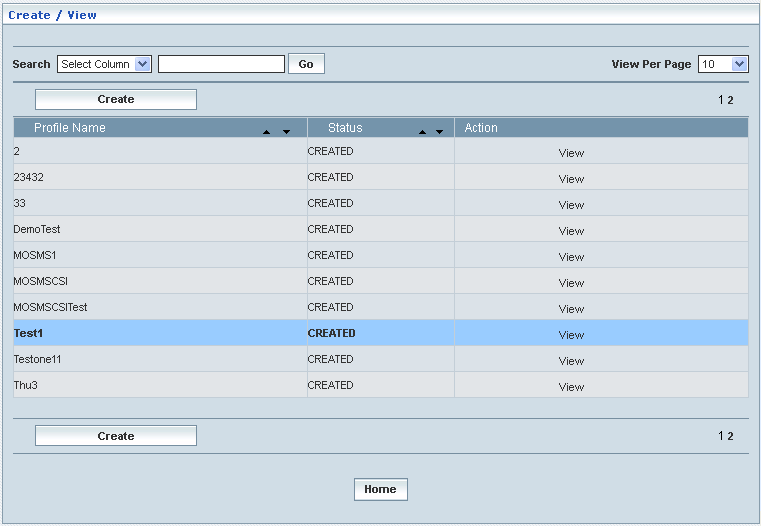 Create / View
Search Select Column Go View Per Page 10
Create 1 2
Profile Name Status Action
2 CREATED View
23432 CREATED View
33 CREATED View
DemoTest CREATED View
MOSMS1 CREATED View
MOSMSCSI CREATED View
MOSMSCSITest CREATED View
Test1 CREATED View
Testone11 CREATED View
Thu3 CREATED View
Create 1 2
Home